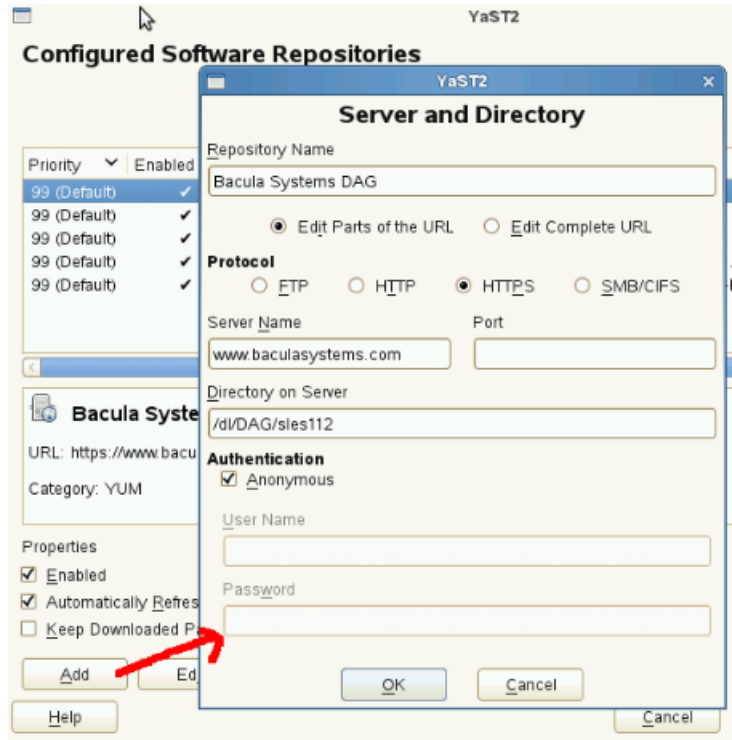 YaST2
Configured Software Repositories
Priority Enabled
99 (Default)
99 (Default)
99 (Default)
99 (Default)
99 (Default)
Bacula Syste
URL: https://www.bacu
Category: YUM
Properties
Enabled
Automatically Refres
Keep Downloaded Pa
Add
Ed
Help
Cancel
YaST2
Server and Directory
Repository Name
Bacula Systems DAG
Edit Parts of the URL
Edit Complete URL
Protocol
FTP
HTTP
HTTPS
SMB/CIFS
Server Name
Port
www.baculasystems.com
Directory on Server
/dl/DAG/sles112
Authentication
Anonymous
User Name
Password
OK
Cancel